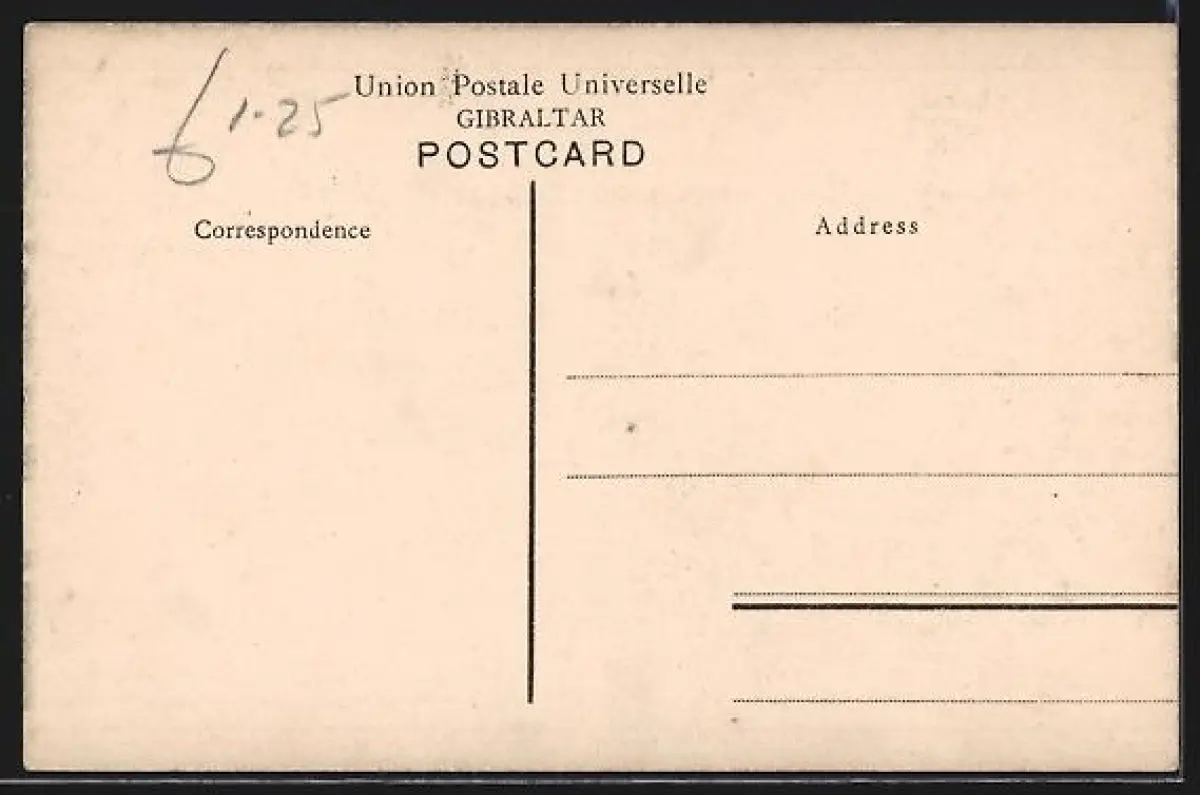 Union Postale Universelle
1-25
GIBRALTAR
POSTCARD
Correspondence
Address